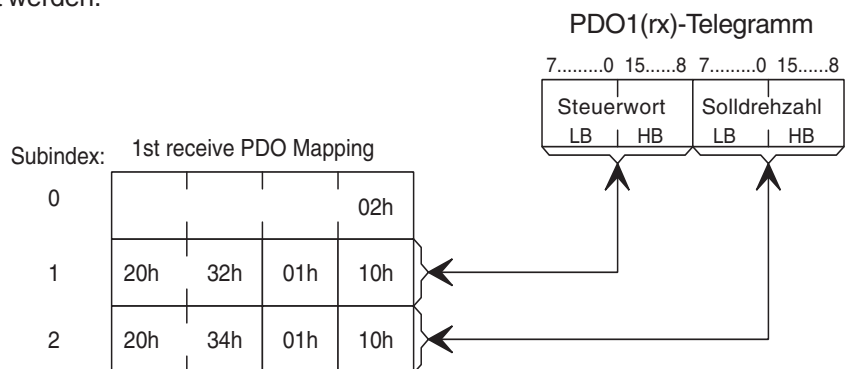 werden.
PDO1(rx)-Telegramm
7.........0 15......8 7.........0 15......8
Steuerwort Solldrehzahl
LB HB LB HB
Subindex: 1st receive PDO Mapping
0 02h
1 20h 32h 01h 10h
2 20h 34h 01h 10h